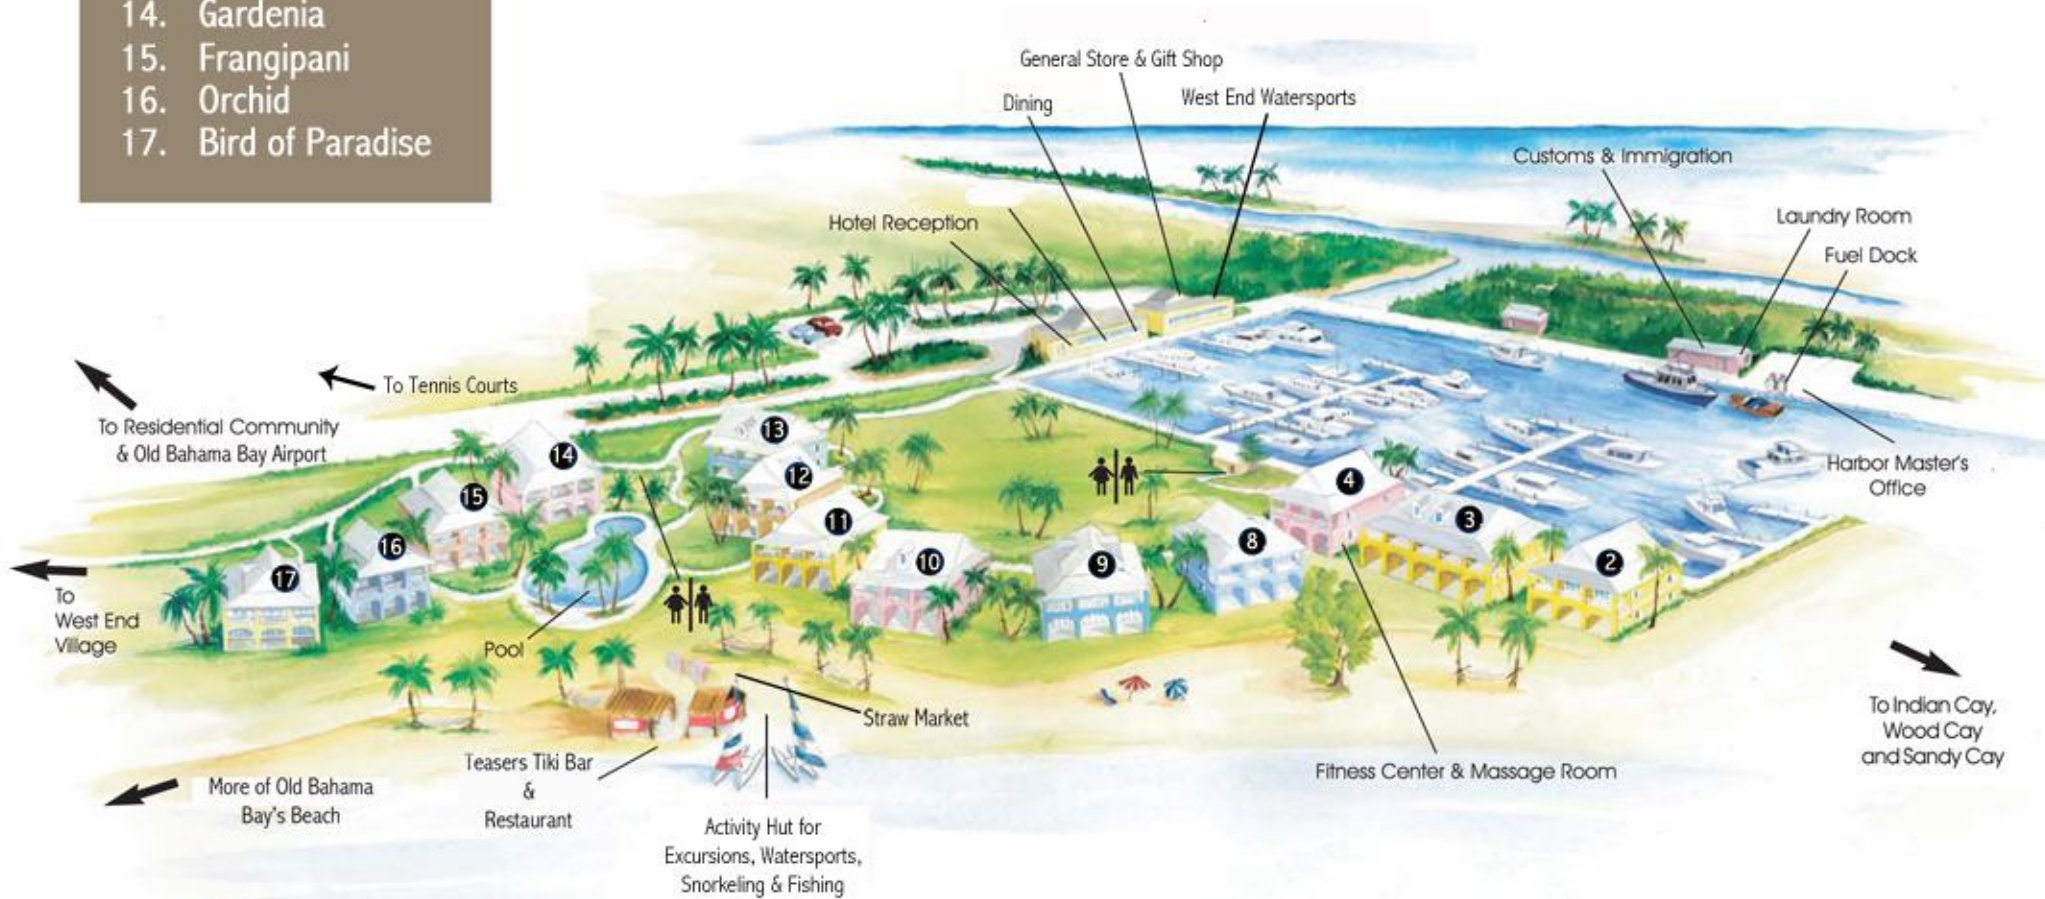 14. Gardenia
15. Frangipani
16. Orchid
17. Bird of Paradise
General Store & Gift Shop
Dining
West End Watersports
Customs & Immigration
Hotel Reception
Laundry Room
Fuel Dock
To Tennis Courts
To Residential Community
& Old Bahama Bay Airport
Harbor Master's
Office
13
14
12
4
15
11
3
16
10
9
8
2
17
To
West End
Village
Pool
Straw Market
To Indian Cay,
Wood Cay
and Sandy Cay
Teasers Tiki Bar
&
Restaurant
Fitness Center & Massage Room
More of Old Bahama
Bay's Beach
Activity Hut for
Excursions, Watersports,
Snorkeling & Fishing